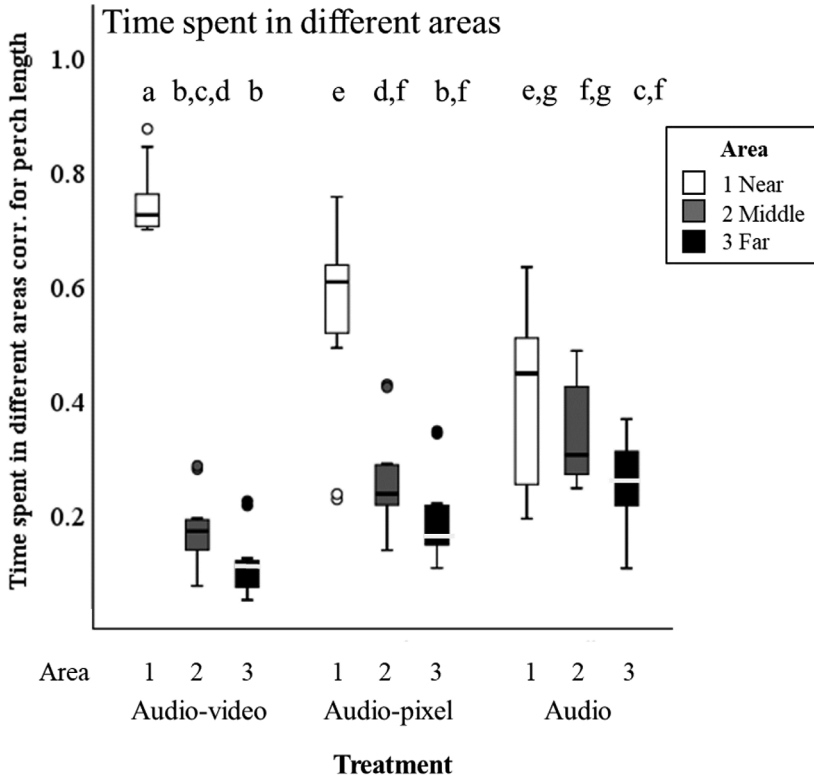 Time spent in different areas
Time spent in different areas corr. for perch length
1.0
0.8
0.6
0.4
0.2
a b,c,d b e d,f b,f e,g f,g c,f
Area
1 Near
2 Middle
3 Far
Area 1 2 3 1 2 3 1 2 3
Audio-video Audio-pixel Audio
Treatment